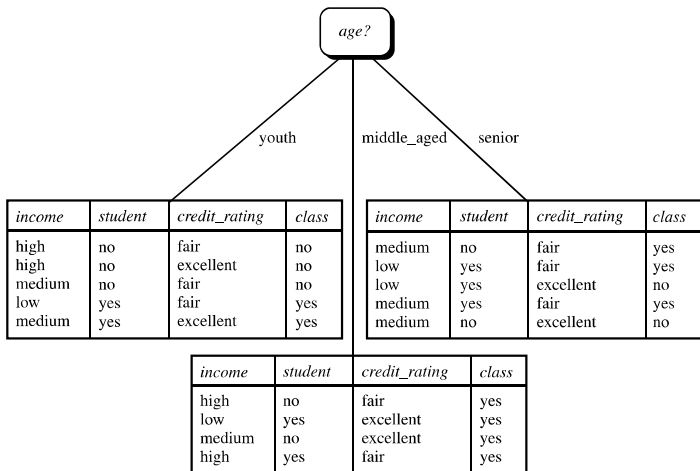 age?
youth
middle_aged
senior
income student credit_rating class
high no fair no
high no excellent no
medium no fair no
low yes fair yes
medium yes excellent yes
income student credit_rating class
medium no fair yes
low yes fair yes
low yes excellent no
medium yes fair yes
medium no excellent no
income student credit_rating class
high no fair yes
low yes excellent yes
medium no excellent yes
high yes fair yes